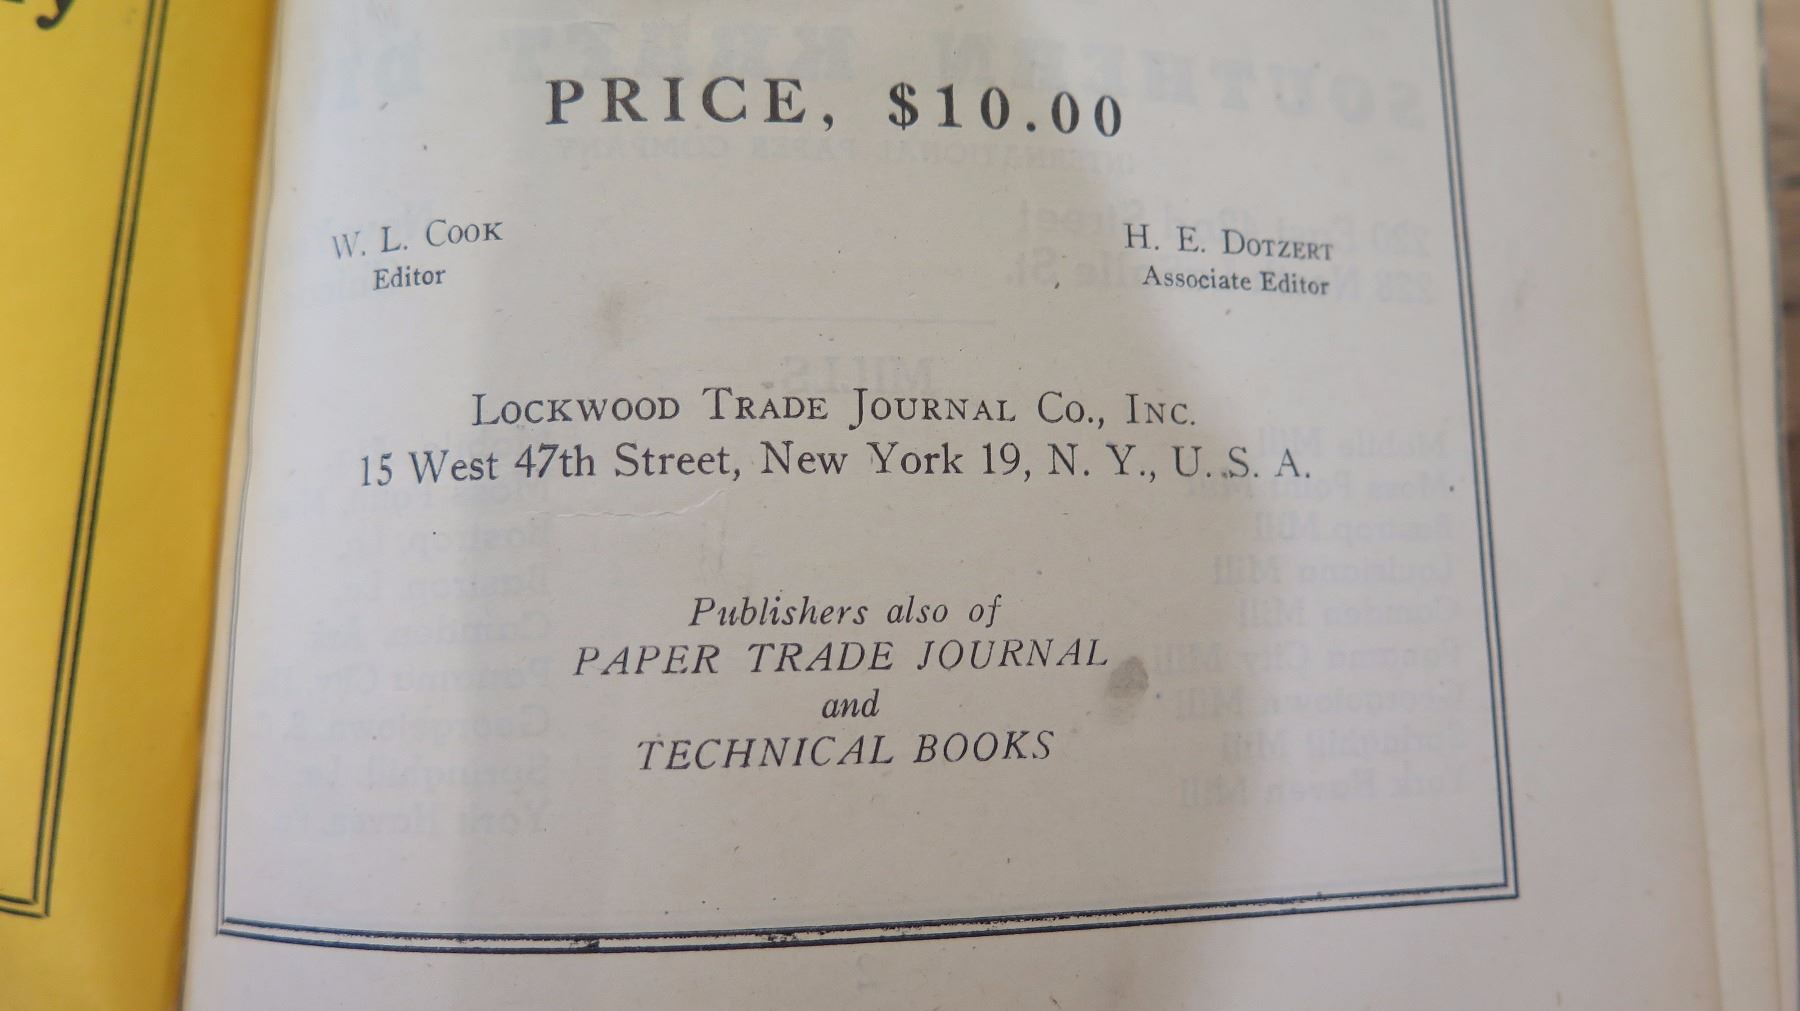 PRICE, $10.00
W. L. COOK
Editor
H. E. DOTZERT
Associate Editor
LOCKWOOD TRADE JOURNAL CO., INC.
15 West 47th Street, New York 19, N. Y., U. S. A.
Publishers also of
PAPER TRADE JOURNAL
and
TECHNICAL BOOKS